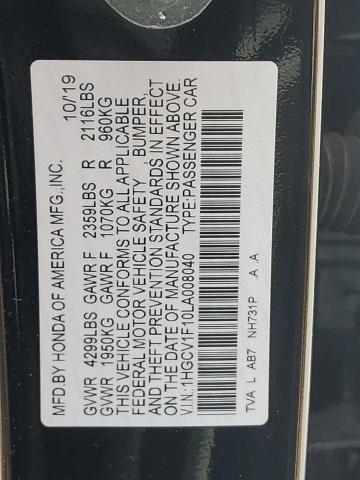 MFD.BY HONDA OF AMERICA MFG.,INC. 10/19
GVWR 4299LBS GAWR F 2359LBS R 2116LBS
GVWR 1950KG GAWR F 1070KG R 960KG
THIS VEHICLE CONFORMS TO ALL APPLICABLE
FEDERAL MOTOR VEHICLE SAFETY , BUMPER,
AND THEFT PREVENTION STANDARDS IN EFFECT
ON THE DATE OF MANUFACTURE SHOWN ABOVE.
V.I.N.:1HGCV1F10LA008040 TYPE:PASSENGER CAR
TVA L AB7 NH731P .A .A